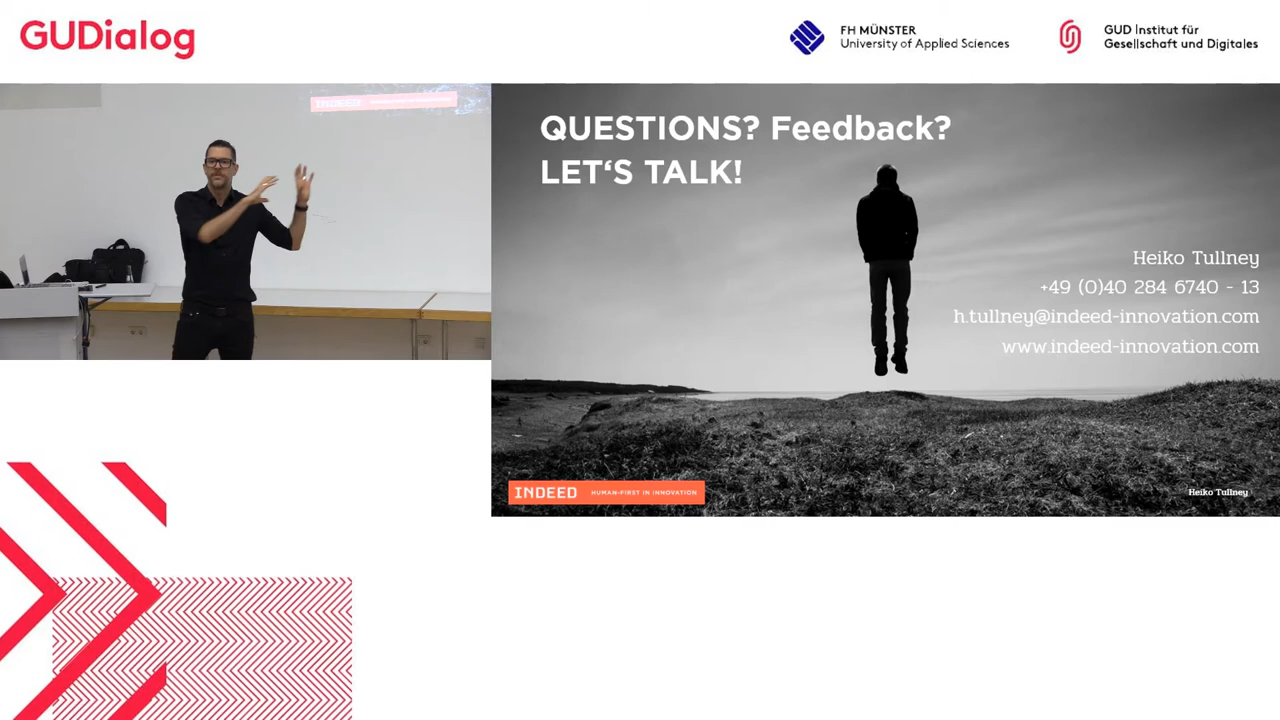 GUDialog
FH MÜNSTER
University of Applied Sciences
GUD Institut für
Gesellschaft und Digitales
INDEED
QUESTIONS? Feedback?
LET‘S TALK!
Heiko Tullney
+49 (0)40 284 6740 - 13
h.tullney@indeed-innovation.com
www.indeed-innovation.com
INDEED HUMAN-FIRST IN INNOVATION
Heiko Tullney